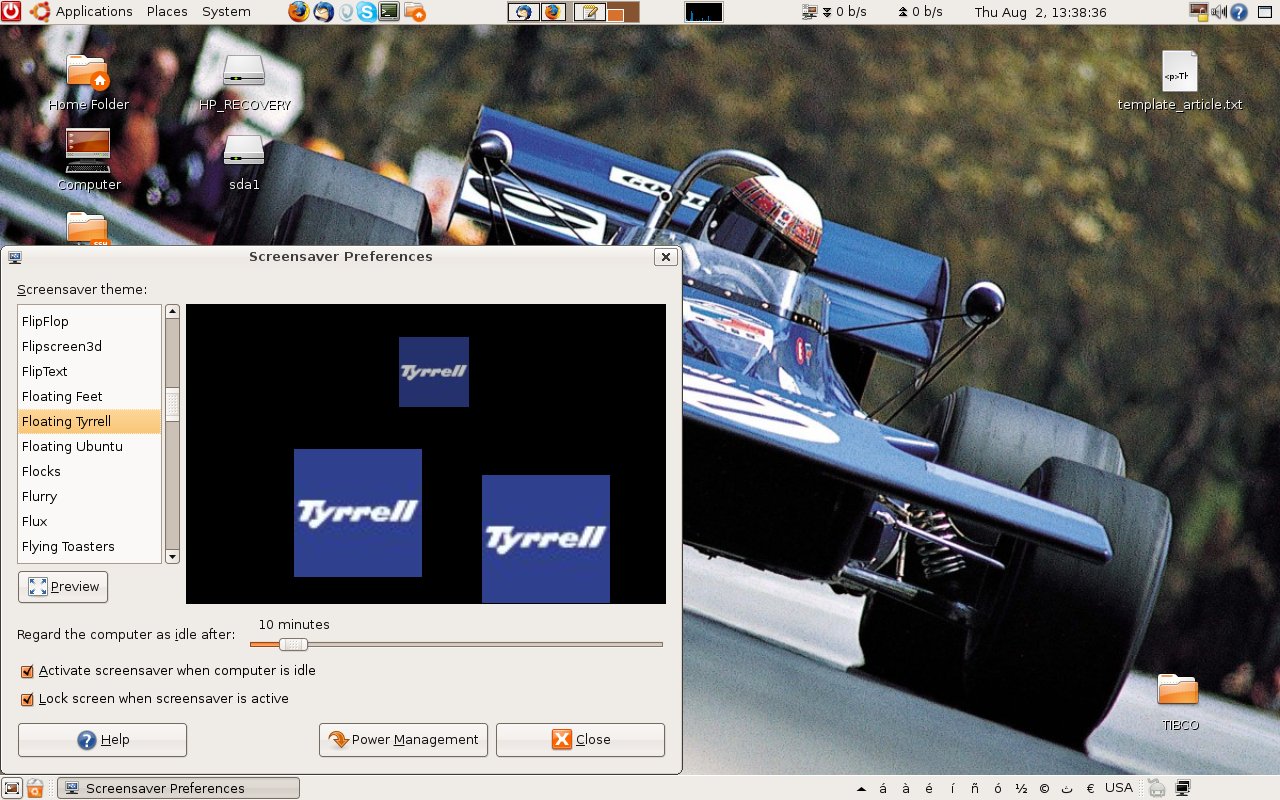 Applications Places System
0 b/s 0 b/s Thu Aug 2, 13:38:36
Home Folder
HP_RECOVERY
<p>Th
template_article.txt
Computer
sda1
Screensaver Preferences
Screensaver theme:
FlipFlop
Flipscreen3d
FlipText
Floating Feet
Floating Tyrrell
Floating Ubuntu
Flocks
Flurry
Flux
Flying Toasters
Tyrrell
Tyrrell
Tyrrell
Preview
10 minutes
Regard the computer as idle after:
Activate screensaver when computer is idle
Lock screen when screensaver is active
Help
Power Management
Close
TIBCO
Screensaver Preferences
á à é í ñ ó ½ © ث € USA